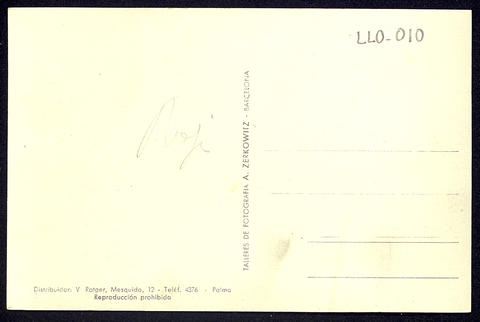 LLO-010
TALLERES DE FOTOGRAFIA A. ZERKOWITZ - BARCELONA
Distribuidor: V. Rotger, Mesquida, 12 - Teléf. 4376 - Palma
Reproducción prohibida